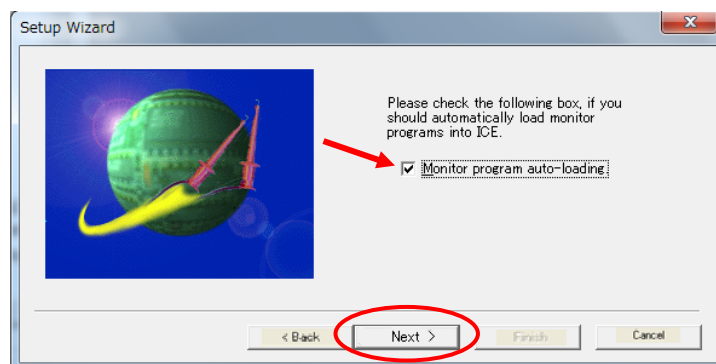 Setup Wizard
Please check the following box, if you
should automatically load monitor
programs into ICE.
Monitor program auto-loading.
< Back
Next >
Finish
Cancel